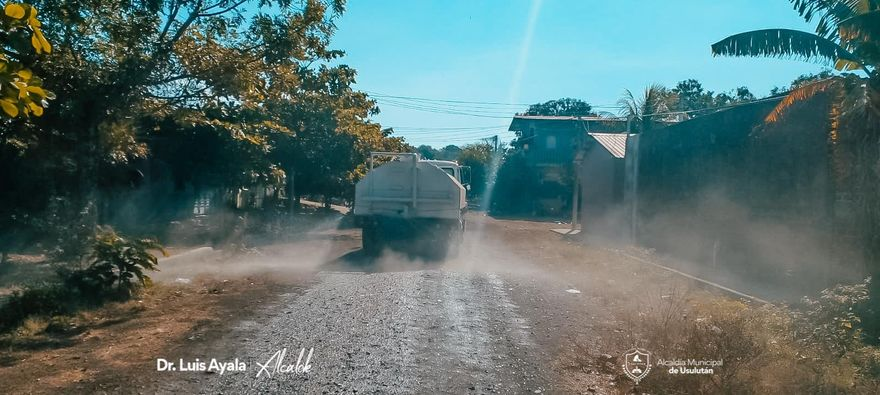 Dr. Luis Ayala Alcalde
Alcaldía Municipal
de Usulután